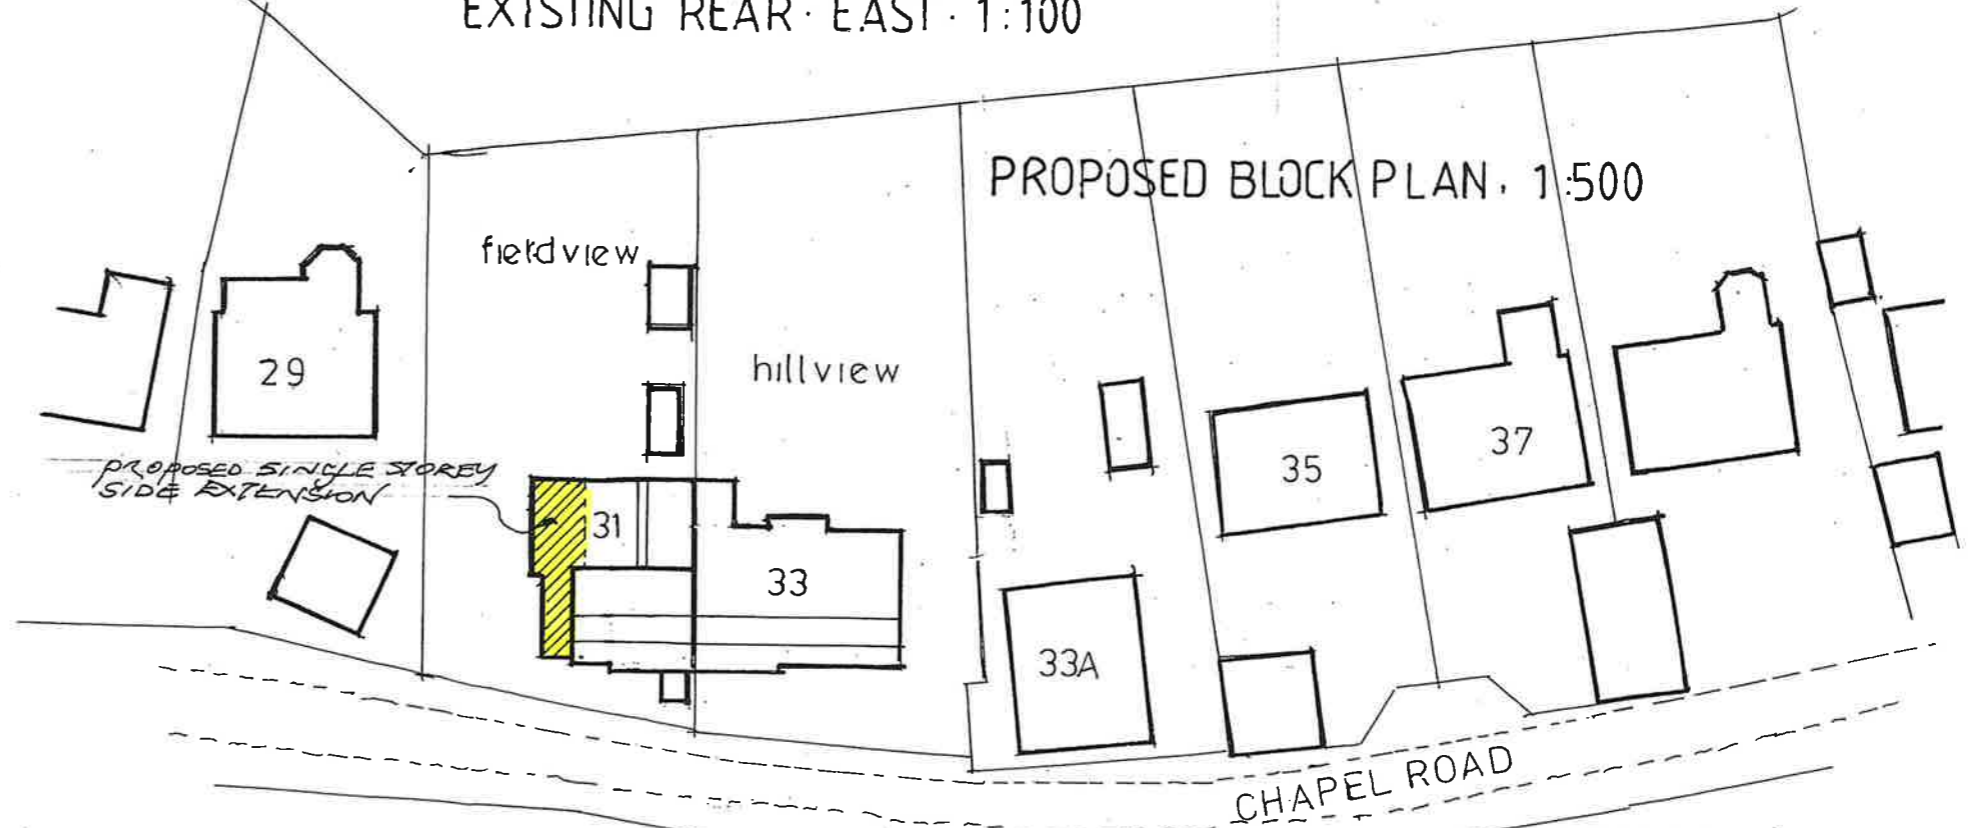 EXISTING REAR · EAST · 1:100
PROPOSED BLOCK PLAN. 1:500
fieldview
hillview
29
37
35
PROPOSED SINGLE STOREY
SIDE EXTENSION
31
33
33A
CHAPEL ROAD